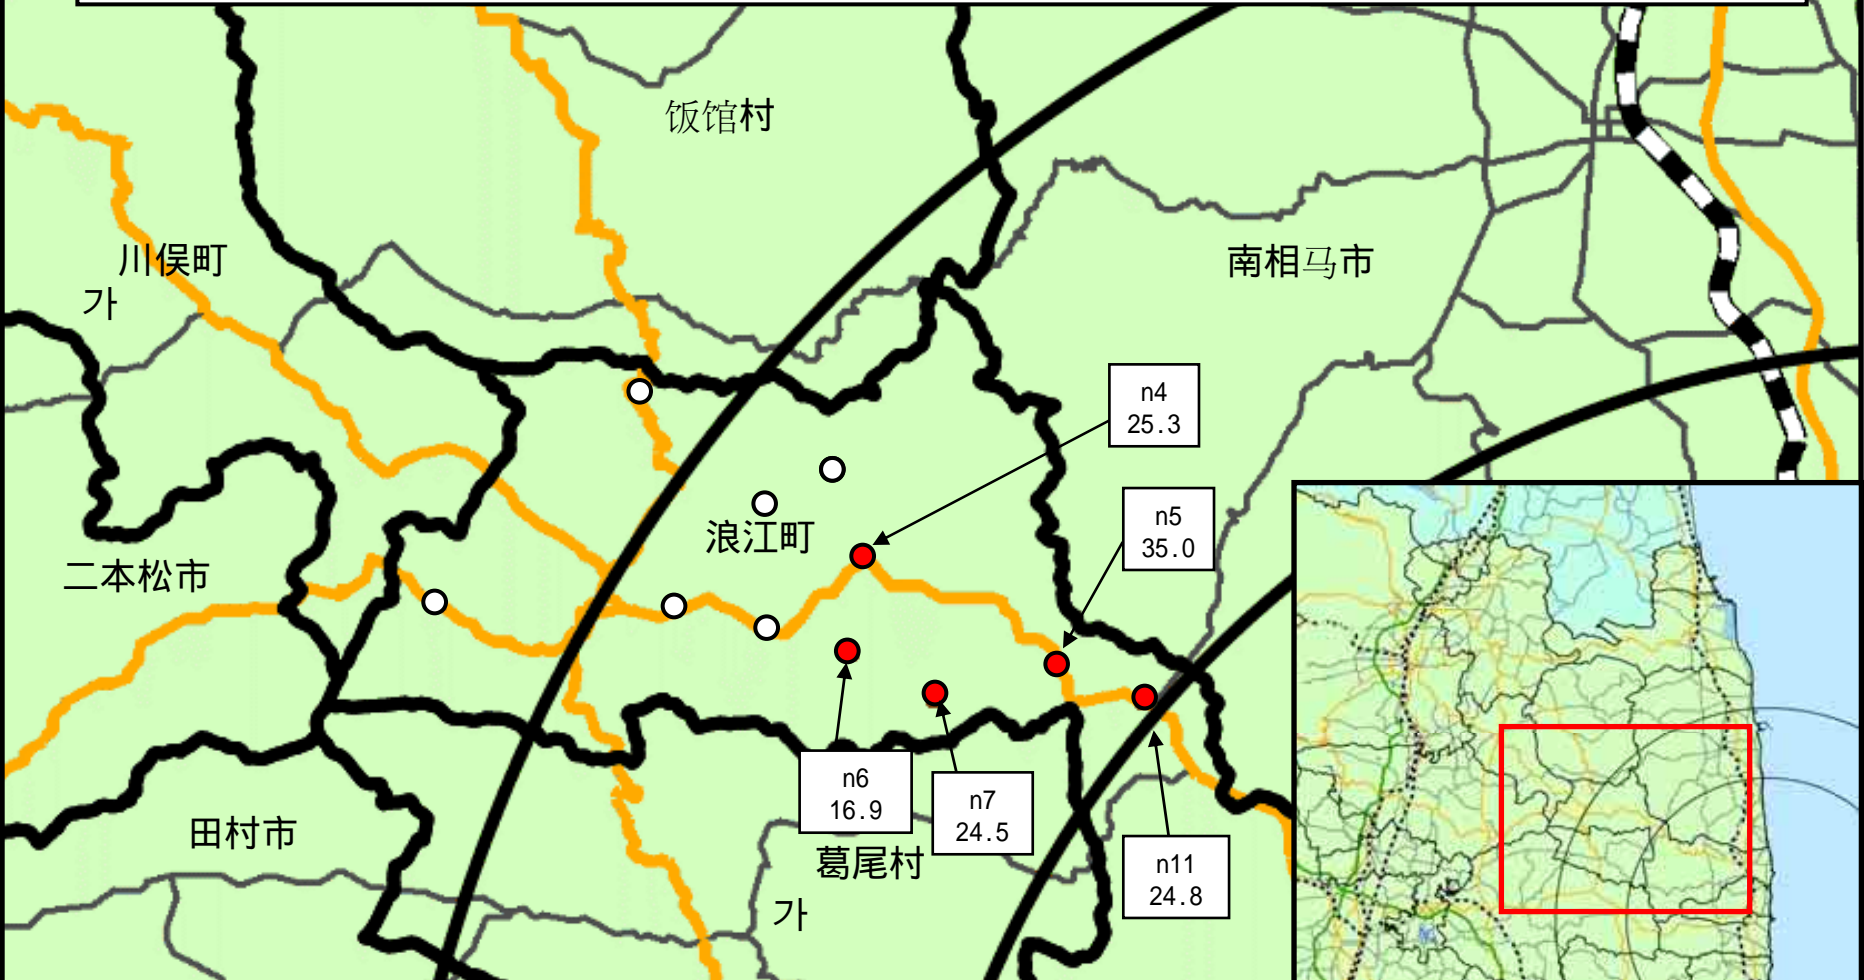 饭馆村
川俣町
가
南相马市
n4
25.3
n5
35.0
浪江町
二本松市
n6
16.9
n7
24.5
田村市
葛尾村
n11
24.8
가